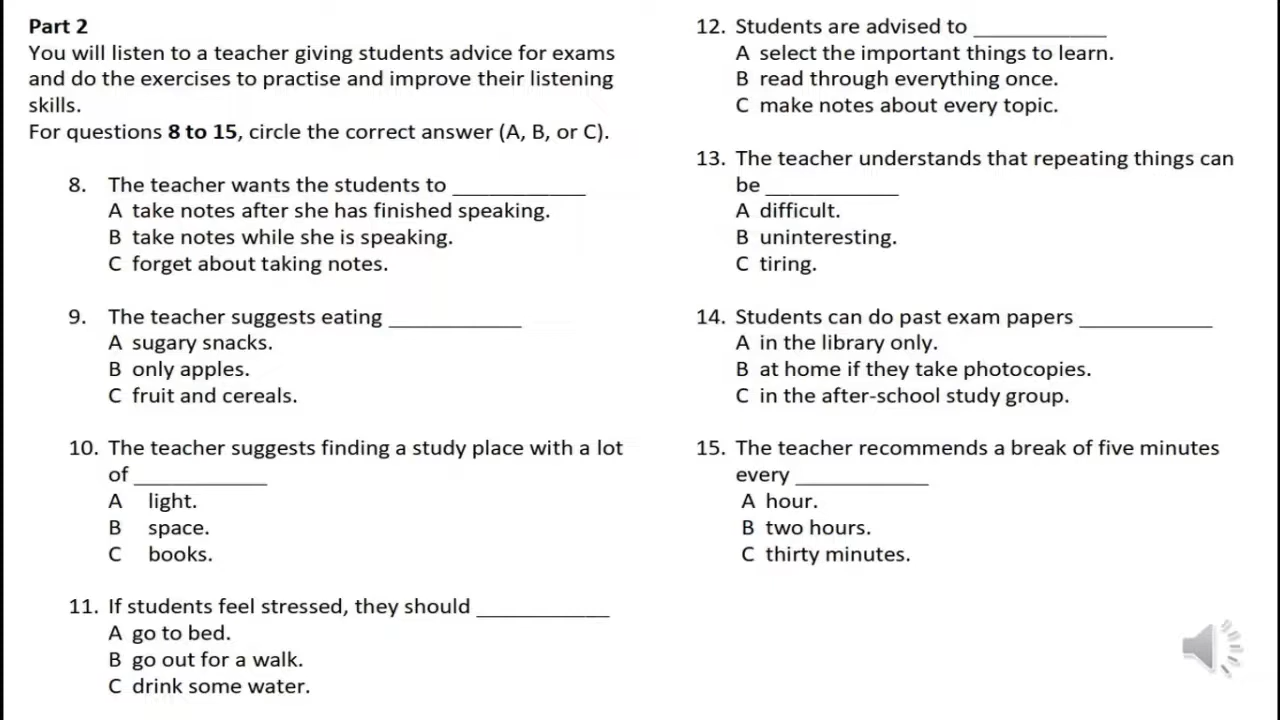 Part 2
You will listen to a teacher giving students advice for exams
and do the exercises to practise and improve their listening
skills.
For questions 8 to 15, circle the correct answer (A, B, or C).
8. The teacher wants the students to ____________
A take notes after she has finished speaking.
B take notes while she is speaking.
C forget about taking notes.
9. The teacher suggests eating ____________
A sugary snacks.
B only apples.
C fruit and cereals.
10. The teacher suggests finding a study place with a lot
of ____________
A light.
B space.
C books.
11. If students feel stressed, they should ____________
A go to bed.
B go out for a walk.
C drink some water.
12. Students are advised to ____________
A select the important things to learn.
B read through everything once.
C make notes about every topic.
13. The teacher understands that repeating things can
be ____________
A difficult.
B uninteresting.
C tiring.
14. Students can do past exam papers ____________
A in the library only.
B at home if they take photocopies.
C in the after-school study group.
15. The teacher recommends a break of five minutes
every ____________
A hour.
B two hours.
C thirty minutes.